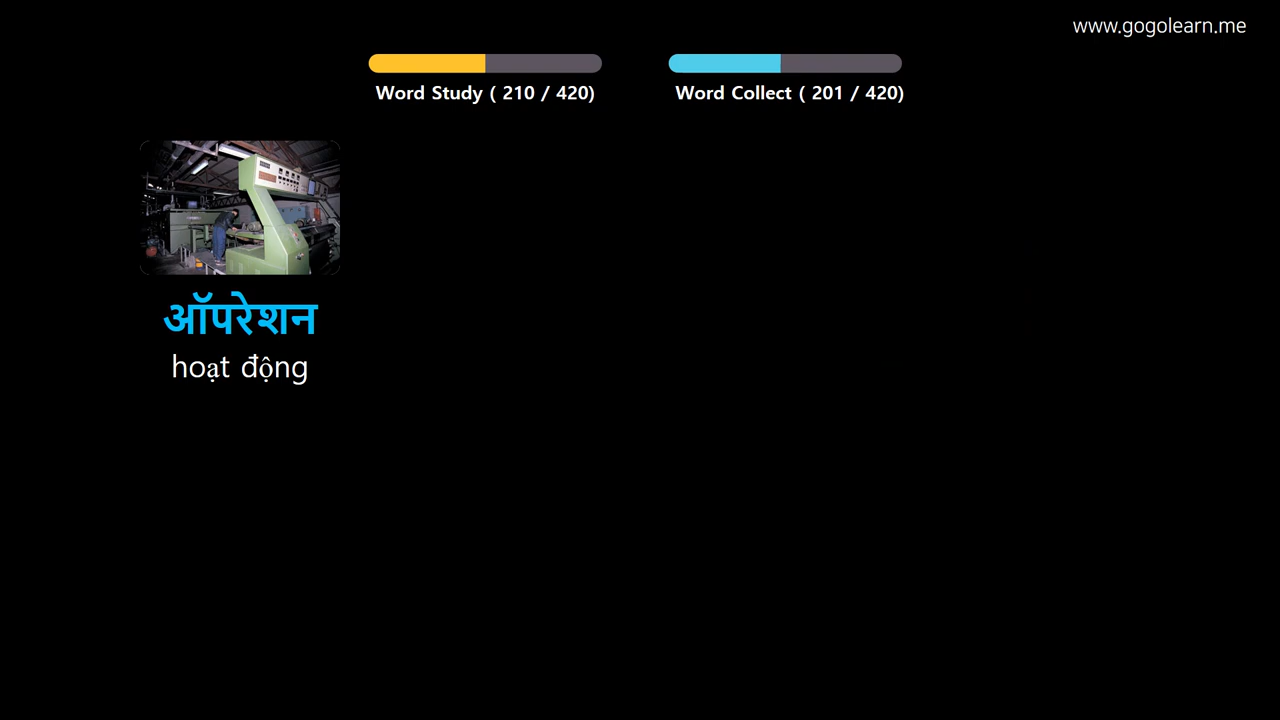 www.gogolearn.me
Word Study ( 210 / 420)
Word Collect ( 201 / 420)
ऑपरेशन
hoạt động